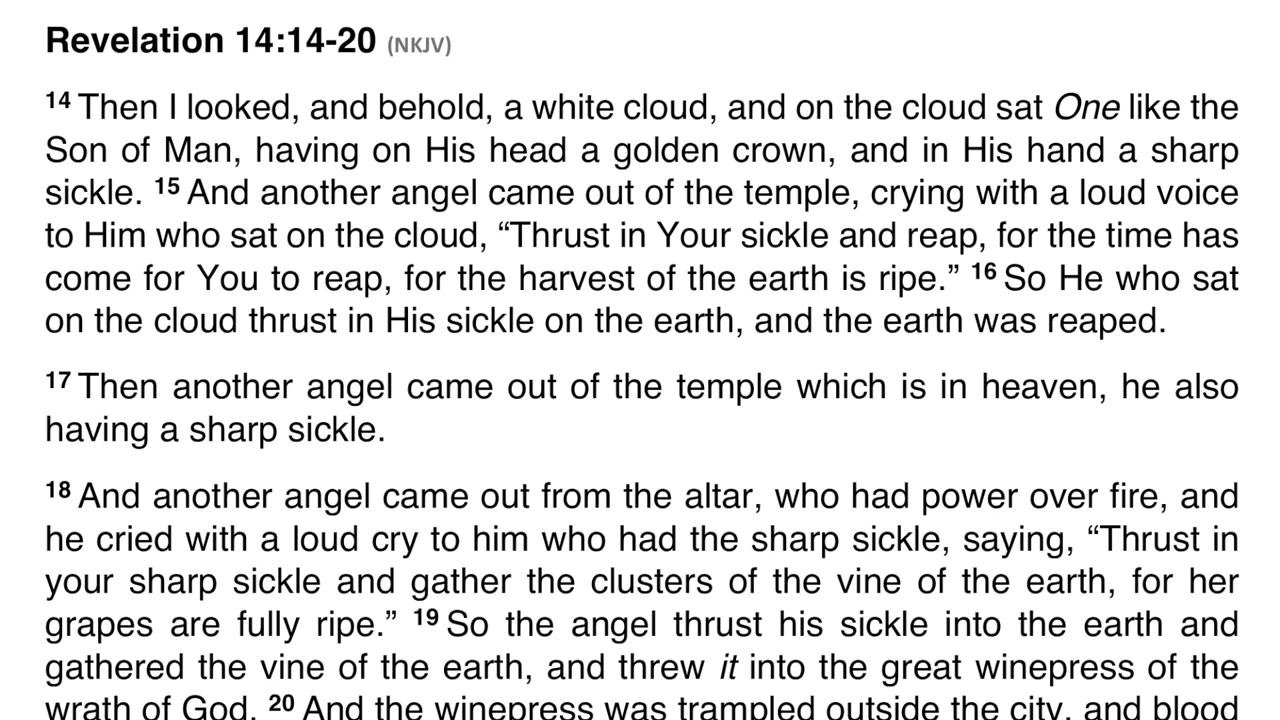 Revelation 14:14-20 (NKJV)
14 Then I looked, and behold, a white cloud, and on the cloud sat One like the
Son of Man, having on His head a golden crown, and in His hand a sharp
sickle. 15 And another angel came out of the temple, crying with a loud voice
to Him who sat on the cloud, “Thrust in Your sickle and reap, for the time has
come for You to reap, for the harvest of the earth is ripe.” 16 So He who sat
on the cloud thrust in His sickle on the earth, and the earth was reaped.
17 Then another angel came out of the temple which is in heaven, he also
having a sharp sickle.
18 And another angel came out from the altar, who had power over fire, and
he cried with a loud cry to him who had the sharp sickle, saying, “Thrust in
your sharp sickle and gather the clusters of the vine of the earth, for her
grapes are fully ripe.” 19 So the angel thrust his sickle into the earth and
gathered the vine of the earth, and threw it into the great winepress of the
wrath of God. 20 And the winepress was trampled outside the city, and blood